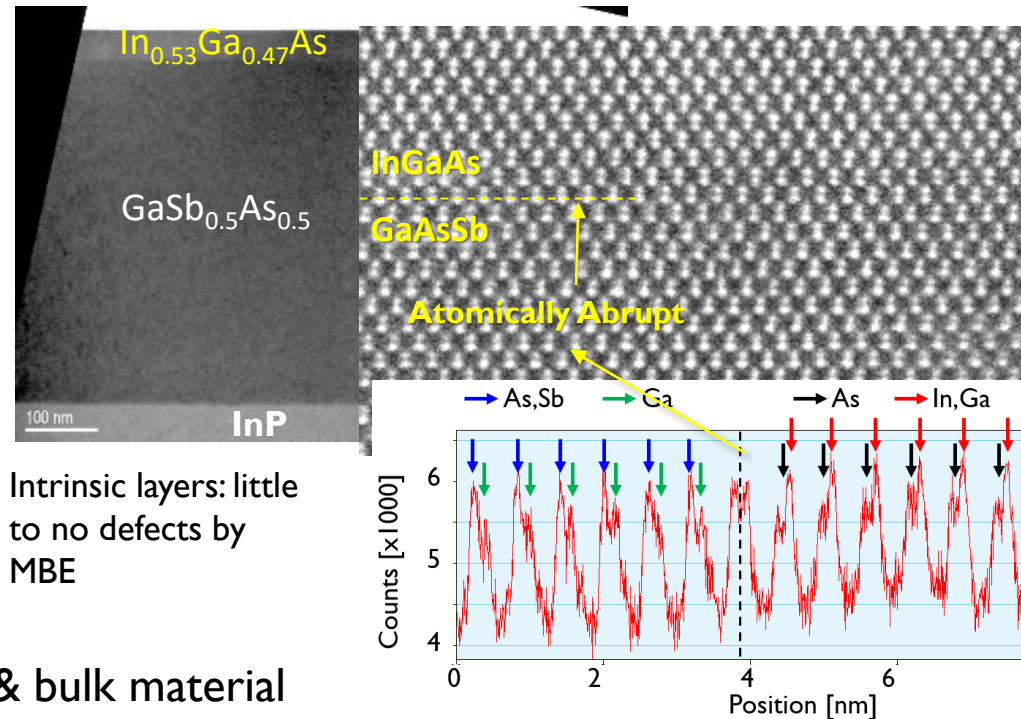 In₀.₅₃Ga₀.₄₇As
GaSb₀.₅As₀.₅
100 nm
InP
InGaAs
GaAsSb
Atomically Abrupt
As,Sb Ga As In,Ga
Counts [x1000]
6
5
4
0 2 4 6
Position [nm]
Intrinsic layers: little
to no defects by
MBE
& bulk material